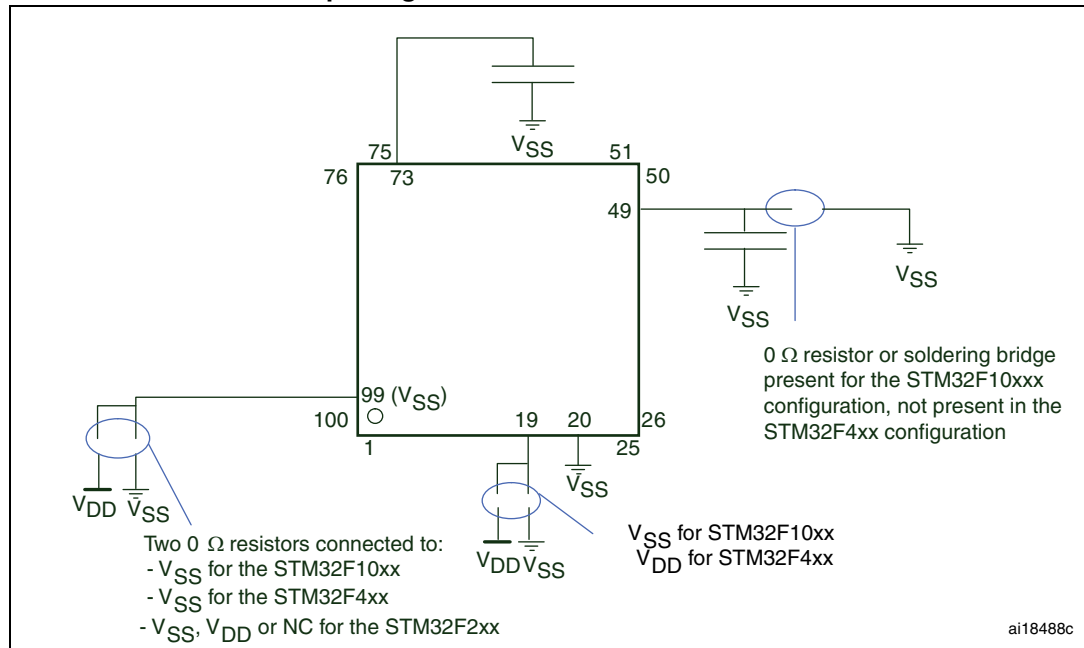 VSS
75
51
76
73
50
49
VSS
VSS
0 Ω resistor or soldering bridge
present for the STM32F10xxx
configuration, not present in the
STM32F4xx configuration
99 (VSS)
100
19
20
26
1
25
VSS
VDD VSS
VSS for STM32F10xx
VDD for STM32F4xx
Two 0 Ω resistors connected to:
- VSS for the STM32F10xx
- VSS for the STM32F4xx
- VSS, VDD or NC for the STM32F2xx
VDD VSS
ai18488c